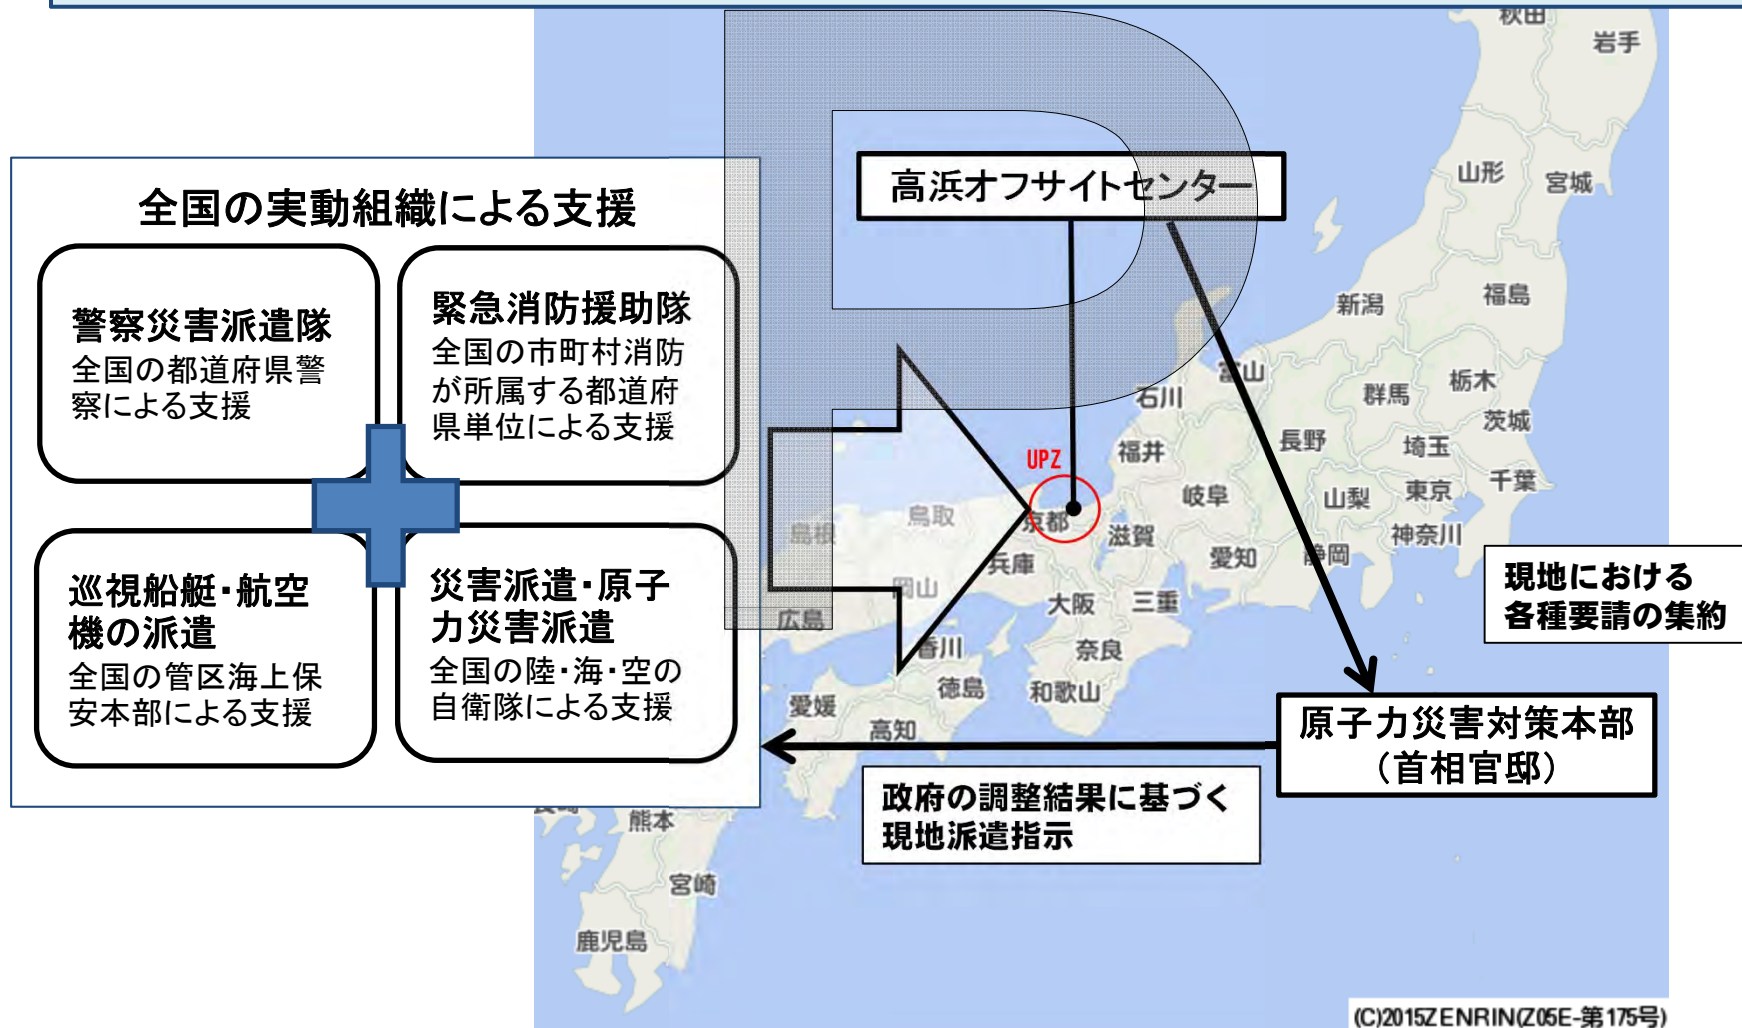 秋田
岩手
高浜オフサイトセンター
山形
宮城
全国の実動組織による支援
警察災害派遣隊
全国の都道府県警
察による支援
緊急消防援助隊
全国の市町村消防
が所属する都道府
県単位による支援
巡視船艇・航空
機の派遣
全国の管区海上保
安本部による支援
災害派遣・原子
力災害派遣
全国の陸・海・空の
自衛隊による支援
P
新潟
福島
富山
石川
群馬
栃木
茨城
福井
長野
埼玉
UPZ
岐阜
山梨
東京
千葉
島根
鳥取
京都
滋賀
神奈川
兵庫
愛知
静岡
岡山
大阪
三重
広島
香川
奈良
徳島
和歌山
愛媛
高知
現地における
各種要請の集約
原子力災害対策本部
（首相官邸）
政府の調整結果に基づく
現地派遣指示
長崎
熊本
宮崎
鹿児島
(C)2015ZENRIN(Z05E-第175号)